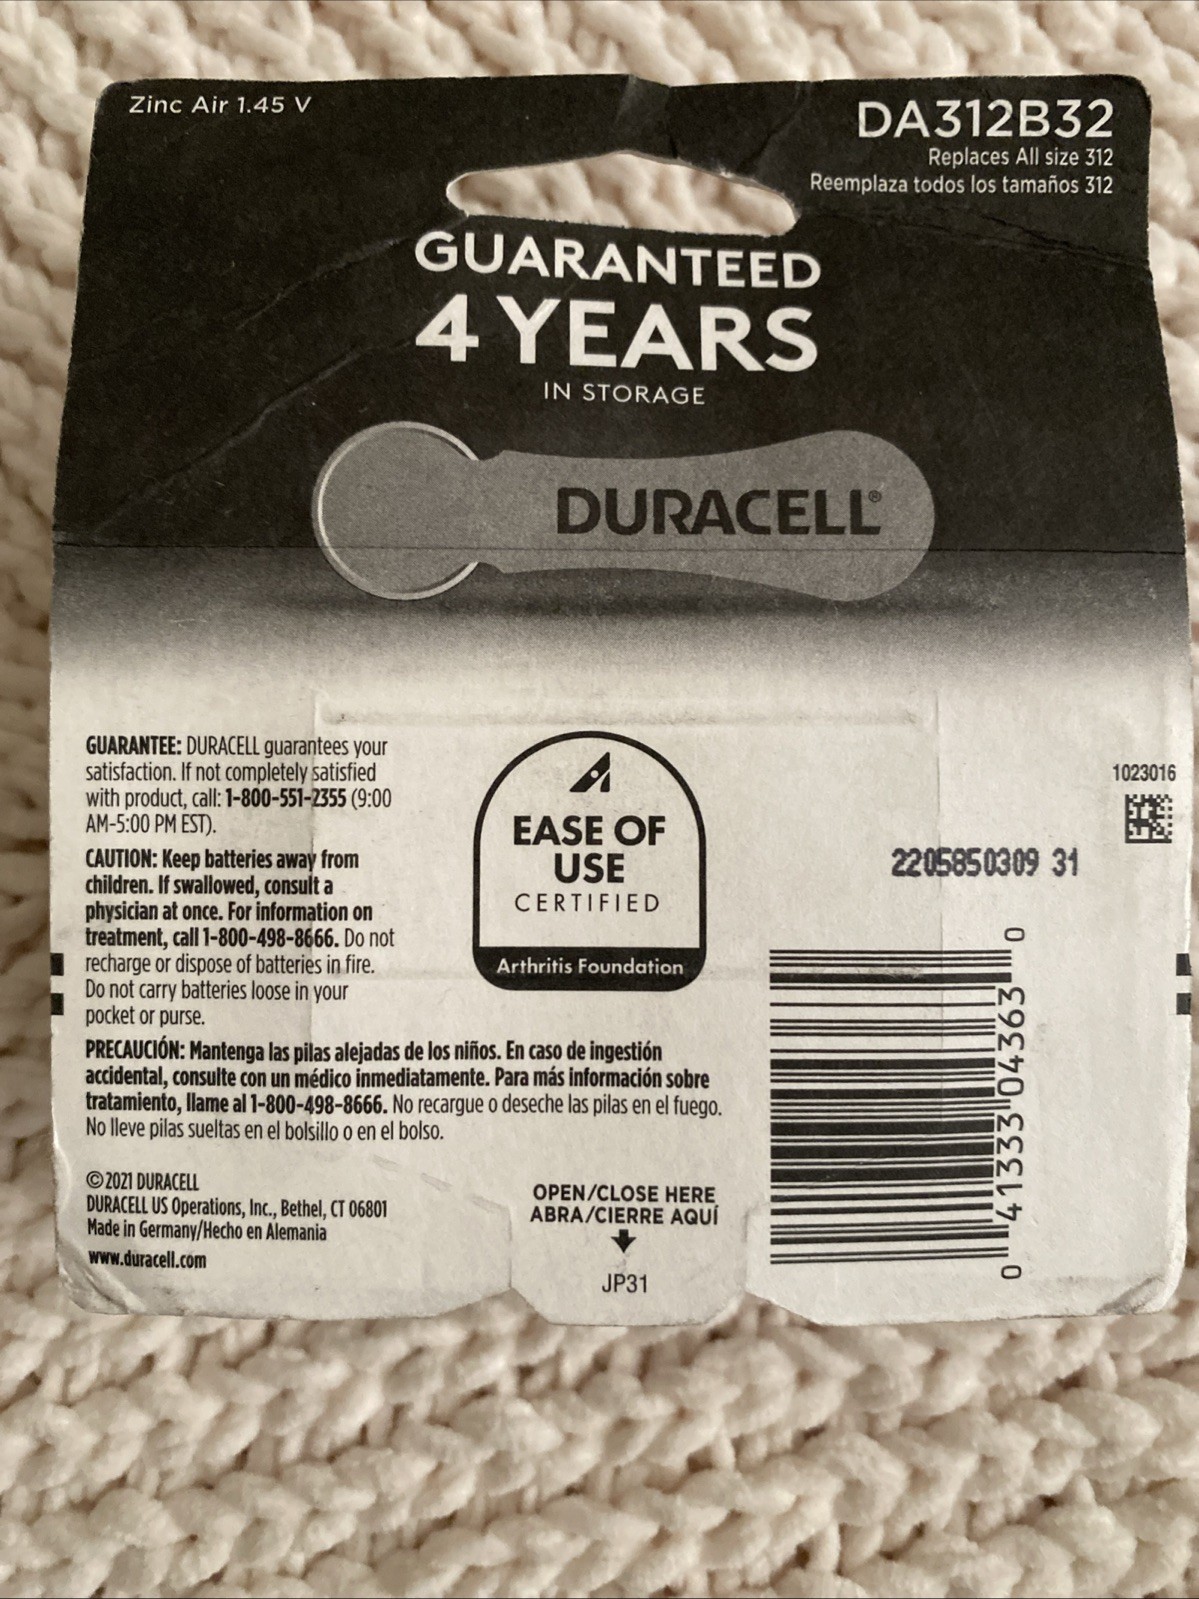 Zinc Air 1.45 V
DA312B32
Replaces All size 312
Reemplaza todos los tamaños 312
GUARANTEED
4 YEARS
IN STORAGE
DURACELL®
GUARANTEE: DURACELL guarantees your
satisfaction. If not completely satisfied
with product, call: 1-800-551-2355 (9:00
AM-5:00 PM EST).
CAUTION: Keep batteries away from
children. If swallowed, consult a
physician at once. For information on
treatment, call 1-800-498-8666. Do not
recharge or dispose of batteries in fire.
Do not carry batteries loose in your
pocket or purse.
PRECAUCIÓN: Mantenga las pilas alejadas de los niños. En caso de ingestión
accidental, consulte con un médico inmediatamente. Para más información sobre
tratamiento, llame al 1-800-498-8666. No recargue o deseche las pilas en el fuego.
No lleve pilas sueltas en el bolsillo o en el bolso.
©2021 DURACELL
DURACELL US Operations, Inc., Bethel, CT 06801
Made in Germany/Hecho en Alemania
www.duracell.com
EASE OF
USE
CERTIFIED
Arthritis Foundation
OPEN/CLOSE HERE
ABRA/CIERRE AQUÍ
JP31
1023016
2205850309 31
0 41333 04363 0